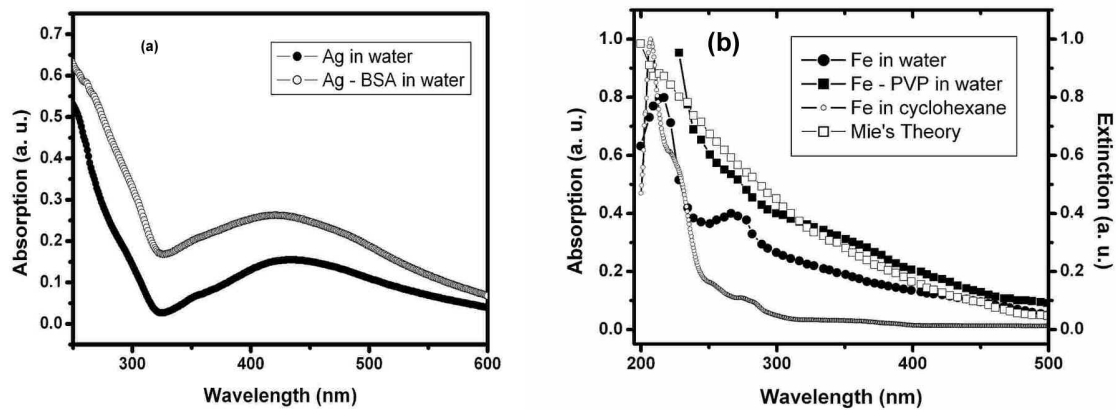 (a)
Ag in water
Ag - BSA in water
Absorption (a. u.)
0.7
0.6
0.5
0.4
0.3
0.2
0.1
0.0
300 400 500 600
Wavelength (nm)
(b)
Fe in water
Fe - PVP in water
Fe in cyclohexane
Mie's Theory
Absorption (a. u.)
1.0
0.8
0.6
0.4
0.2
0.0
Extinction (a. u.)
1.0
0.8
0.6
0.4
0.2
0.0
200 300 400 500
Wavelength (nm)